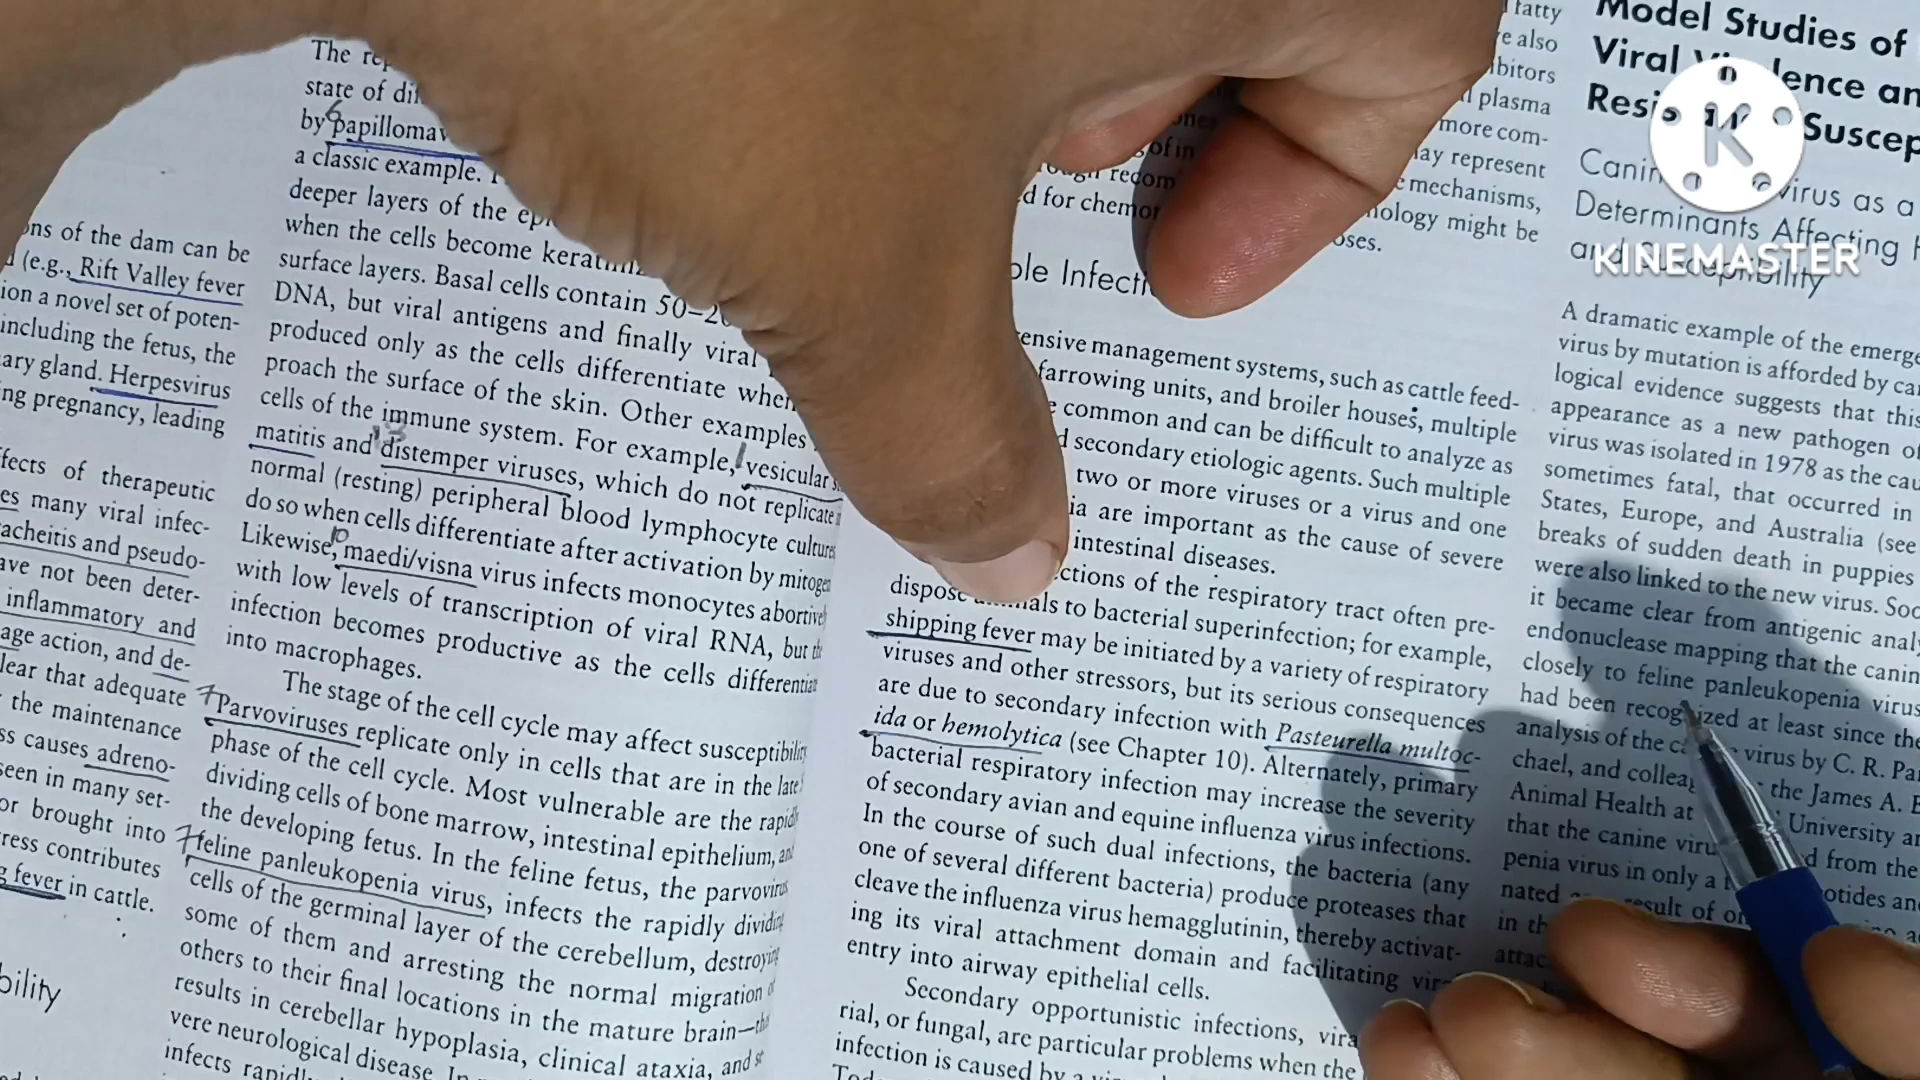 ons of the dam can be
(e.g., Rift Valley fever
ion a novel set of poten-
including the fetus, the
ary gland. Herpesvirus
ng pregnancy, leading
fects of therapeutic
es many viral infec-
acheitis and pseudo-
ave not been deter-
inflammatory and
age action, and de-
lear that adequate
the maintenance
ss causes adreno-
seen in many set-
or brought into
ress contributes
fever in cattle.
bility
The rep
state of dif
6
by papillomav
a classic example.
deeper layers of the ep
when the cells become keratiniz
surface layers. Basal cells contain 50–20
DNA, but viral antigens and finally viral
produced only as the cells differentiate when
proach the surface of the skin. Other examples
cells of the immune system. For example, vesicular s
matitis and distemper viruses, which do not replicate i
normal (resting) peripheral blood lymphocyte cultures
do so when cells differentiate after activation by mitogen
Likewise, maedi/visna virus infects monocytes abortively
with low levels of transcription of viral RNA, but th
infection becomes productive as the cells differentiate
into macrophages.
The stage of the cell cycle may affect susceptibility
7 Parvoviruses replicate only in cells that are in the late S
phase of the cell cycle. Most vulnerable are the rapidly
dividing cells of bone marrow, intestinal epithelium, and
the developing fetus. In the feline fetus, the parvovirus
7 feline panleukopenia virus, infects the rapidly dividing
cells of the germinal layer of the cerebellum, destroying
some of them and arresting the normal migration o
others to their final locations in the mature brain—th
results in cerebellar hypoplasia, clinical ataxia, and se
vere neurological disease. In
infects rapidly
ones
of in
rough recom
d for chemo
ple Infecti
ensive management systems, such as cattle feed-
farrowing units, and broiler houses, multiple
common and can be difficult to analyze as
d secondary etiologic agents. Such multiple
two or more viruses or a virus and one
ia are important as the cause of severe
intestinal diseases.
ections of the respiratory tract often pre-
dispose animals to bacterial superinfection; for example,
shipping fever may be initiated by a variety of respiratory
viruses and other stressors, but its serious consequences
are due to secondary infection with Pasteurella multoc-
ida or hemolytica (see Chapter 10). Alternately, primary
bacterial respiratory infection may increase the severity
of secondary avian and equine influenza virus infections.
In the course of such dual infections, the bacteria (any
one of several different bacteria) produce proteases that
cleave the influenza virus hemagglutinin, thereby activat-
ing its viral attachment domain and facilitating vir
entry into airway epithelial cells.
Secondary opportunistic infections, vira
rial, or fungal, are particular problems when the
infection is caused by a
fatty
e also
ibitors
plasma
more com-
may represent
mechanisms,
nology might be
oses.
Model Studies of
Viral Virulence an
Resistance Suscep
Canin virus as a
Determinants Affecting H
and Susceptibility
KINEMASTER
A dramatic example of the emerge
virus by mutation is afforded by can
logical evidence suggests that this
appearance as a new pathogen of
virus was isolated in 1978 as the cau
sometimes fatal, that occurred in
States, Europe, and Australia (see
breaks of sudden death in puppies
were also linked to the new virus. Soo
it became clear from antigenic analy
endonuclease mapping that the canin
closely to feline panleukopenia virus
had been recognized at least since the
analysis of the ca virus by C. R. Par
chael, and colleag the James A. B
Animal Health at University an
that the canine viru d from the
penia virus in only a otides an
nated result of on
in th
attac